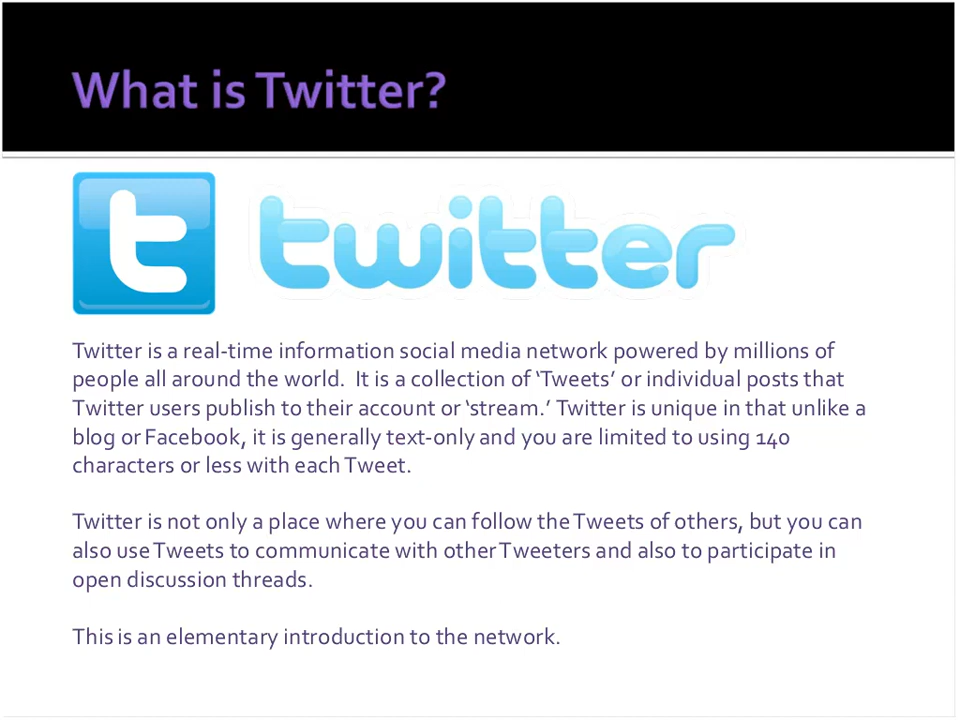 What is Twitter?
t twitter
Twitter is a real-time information social media network powered by millions of
people all around the world.  It is a collection of ‘Tweets’ or individual posts that
Twitter users publish to their account or ‘stream.’ Twitter is unique in that unlike a
blog or Facebook, it is generally text-only and you are limited to using 140
characters or less with each Tweet.
Twitter is not only a place where you can follow the Tweets of others, but you can
also use Tweets to communicate with other Tweeters and also to participate in
open discussion threads.
This is an elementary introduction to the network.